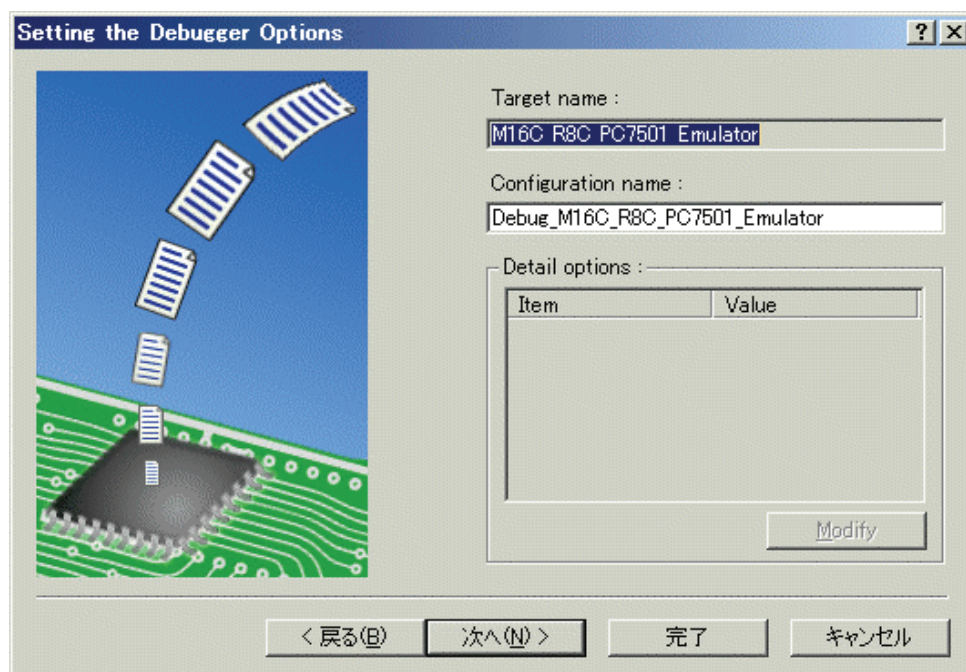 Setting the Debugger Options
Target name :
M16C R8C PC7501 Emulator
Configuration name :
Debug_M16C_R8C_PC7501_Emulator
Detail options :
Item Value
Modify
< 戻る(B) 次へ(N) > 完了 キャンセル